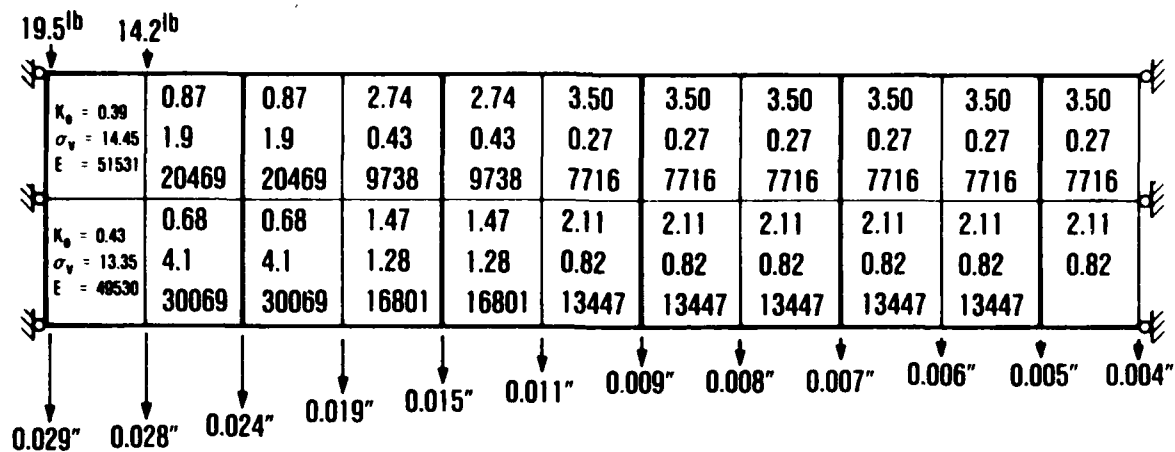 19.5lb 14.2lb
K₀ = 0.39
σᵥ = 14.45
E = 51531
0.87 0.87 2.74 2.74 3.50 3.50 3.50 3.50 3.50 3.50
1.9 1.9 0.43 0.43 0.27 0.27 0.27 0.27 0.27 0.27
20469 20469 9738 9738 7716 7716 7716 7716 7716 7716
K₀ = 0.43
σᵥ = 13.35
E = 49530
0.68 0.68 1.47 1.47 2.11 2.11 2.11 2.11 2.11 2.11
4.1 4.1 1.28 1.28 0.82 0.82 0.82 0.82 0.82 0.82
30069 30069 16801 16801 13447 13447 13447 13447 13447
0.029″ 0.028″ 0.024″ 0.019″ 0.015″ 0.011″ 0.009″ 0.008″ 0.007″ 0.006″ 0.005″ 0.004″